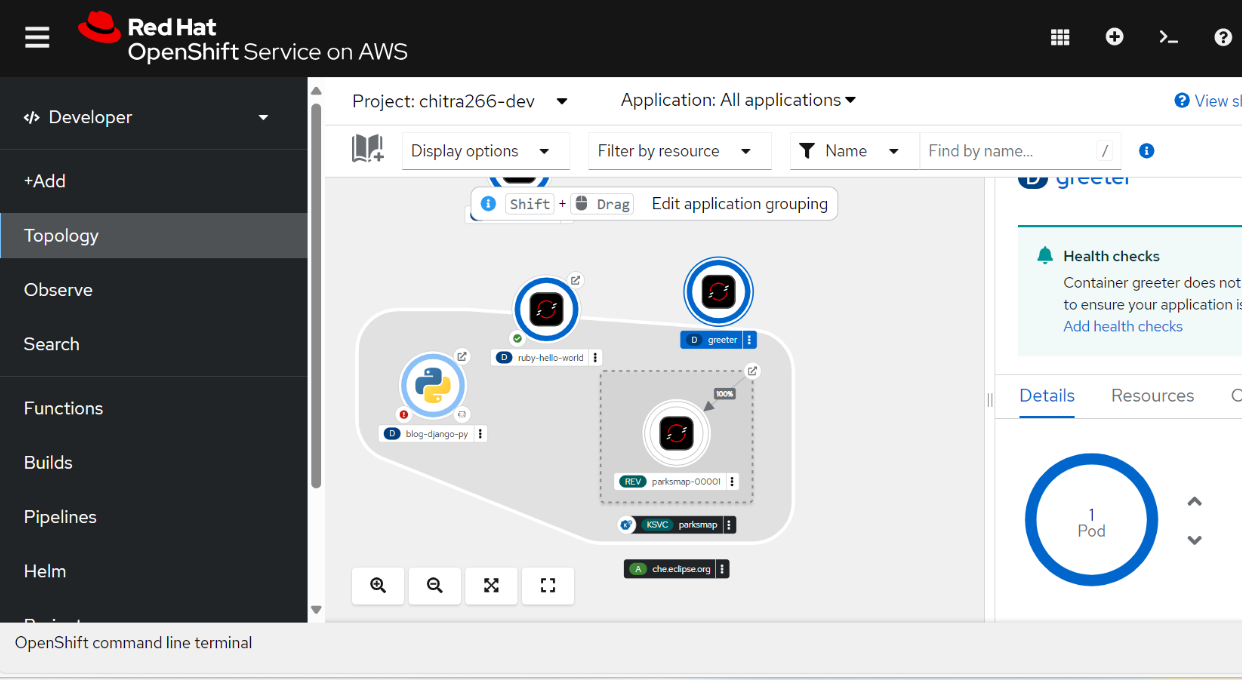 Red Hat
OpenShift Service on AWS
Developer
+Add
Topology
Observe
Search
Functions
Builds
Pipelines
Helm
Project: chitra266-dev
Application: All applications
View
Display options
Filter by resource
Name
Find by name...
/
Shift + Drag Edit application grouping
D ruby-hello-world
D greeter
D blog-django-py
100%
REV parksmap-00001
KSVC parksmap
A che.eclipse.org
D greeter
Health checks
Container greeter does not
to ensure your application is
Add health checks
Details
Resources
1
Pod
OpenShift command line terminal